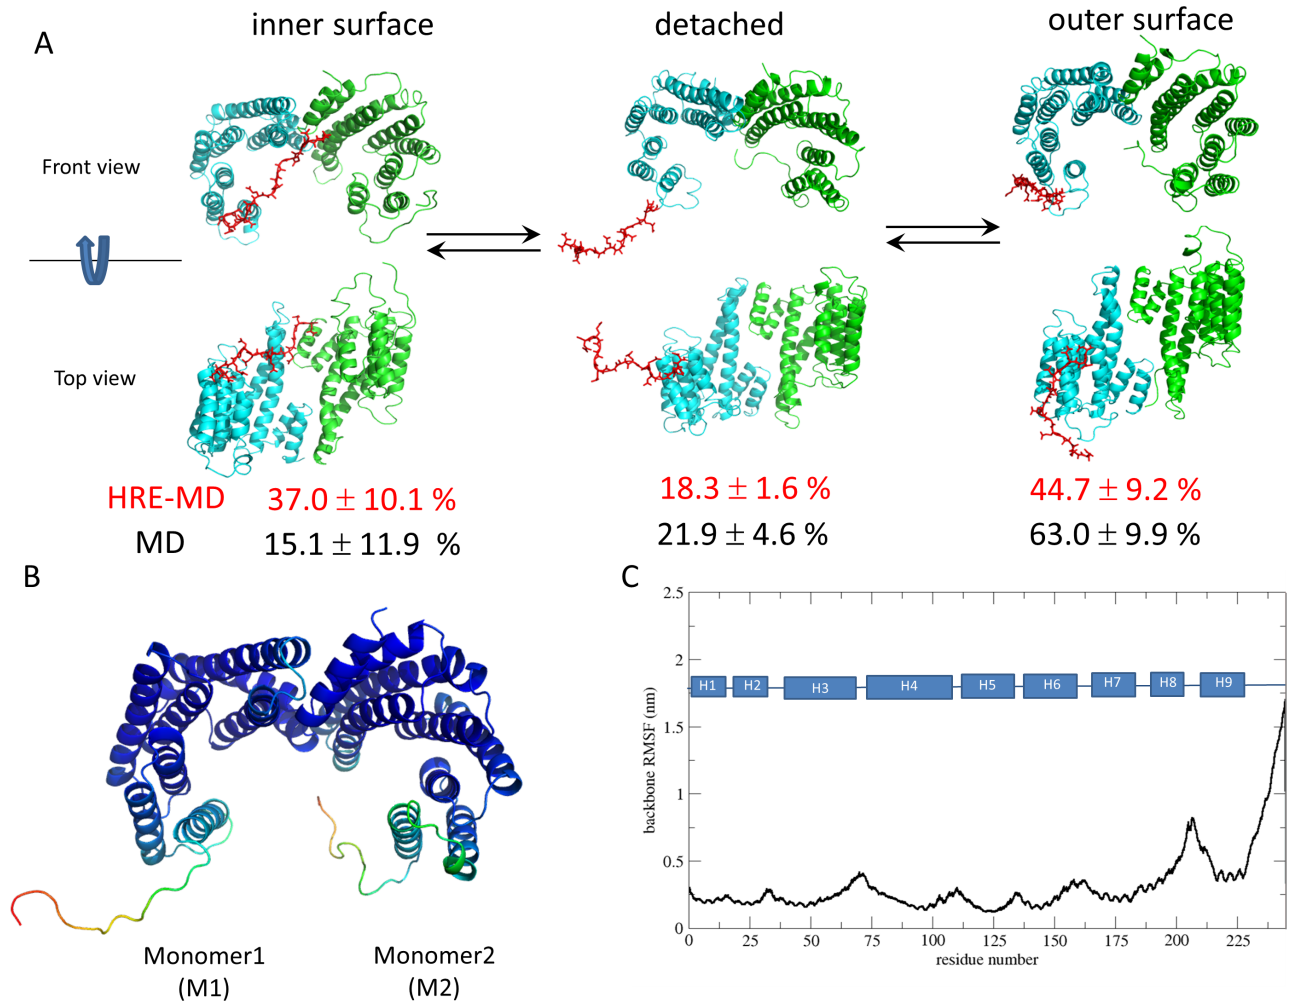 A
inner surface
detached
outer surface
Front view
Top view
HRE-MD 37.0 ± 10.1 % 18.3 ± 1.6 % 44.7 ± 9.2 %
MD 15.1 ± 11.9 % 21.9 ± 4.6 % 63.0 ± 9.9 %
B
Monomer1
(M1)
Monomer2
(M2)
C
2.5
2
1.5
1
0.5
0
backbone RMSF (nm)
H1 H2 H3 H4 H5 H6 H7 H8 H9
0 25 50 75 100 125 150 175 200 225
residue number